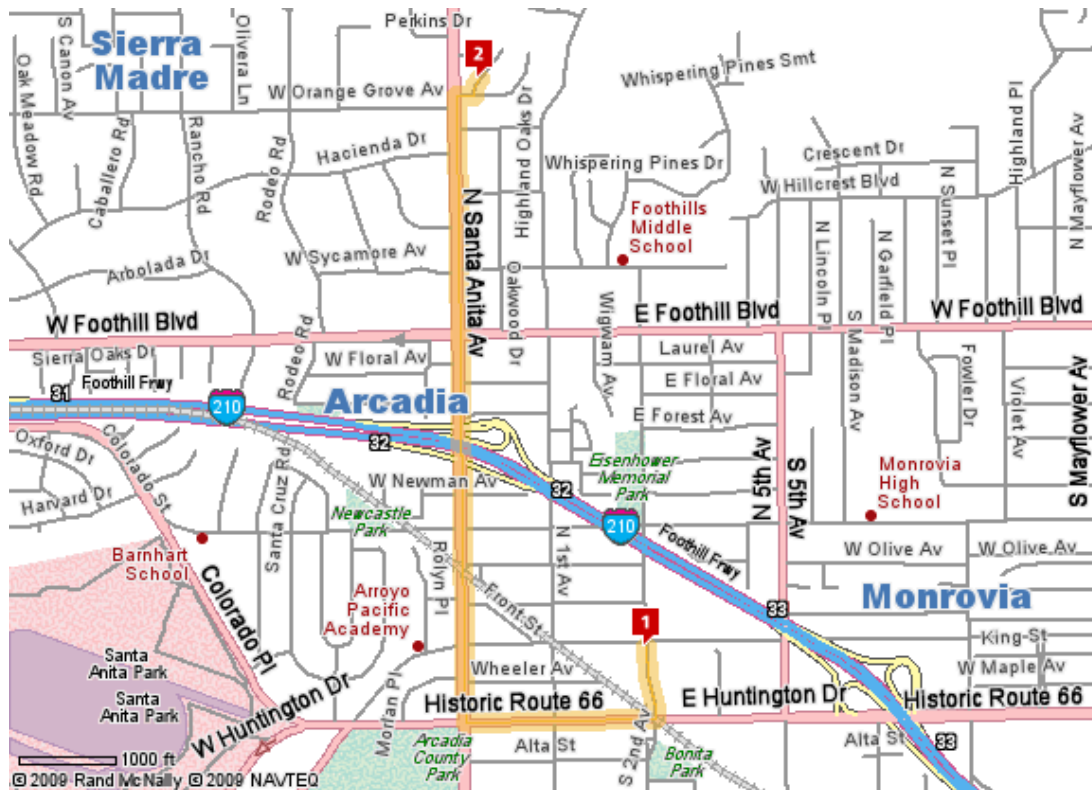 Perkins Dr
Sierra
Madre
S Canon Av
Olivera Ln
2
Oak Meadow Rd
W Orange Grove Av
Whispering Pines Smt
Highland Pl
S Mayflower Av
N Mayflower Av
Caballero Rd
Rancho Rd
Rodeo Rd
Hacienda Dr
Highland Oaks Dr
Whispering Pines Dr
Crescent Dr
W Hillcrest Blvd
N Santa Anita Av
Foothills
Middle
School
N Lincoln Pl
N Garfield Pl
N Sunset Pl
Arbolada Dr
W Sycamore Av
Oakwood Dr
Wigwam Av
W Foothill Blvd
E Foothill Blvd
W Foothill Blvd
Sierra Oaks Dr
Rodeo Rd
W Floral Av
Laurel Av
S Madison Av
Fowler Dr
31
Foothill Frwy
210
Arcadia
E Floral Av
Violet Av
E Forest Av
Oxford Dr
Colorado St
32
Eisenhower
Memorial
Park
N 5th Av
S 5th Av
Monrovia
High
School
Harvard Dr
Santa Cruz Rd
W Newman Av
32
Newcastle
Park
210
Foothill Frwy
Barnhart
School
Rolyn Pl
N 1st Av
W Olive Av
W Olive Av
Colorado Pl
Arroyo
Pacific
Academy
Front St
1
33
Monrovia
King St
Santa
Anita Park
Wheeler Av
W Maple Av
Santa
Anita Park
W Huntington Dr
Morlan Pl
Historic Route 66
E Huntington Dr
Historic Route 66
Arcadia
County
Park
Alta St
S 2nd Av
Bonita
Park
Alta St
33
1000 ft
© 2009 Rand McNally © 2009 NAVTEQ